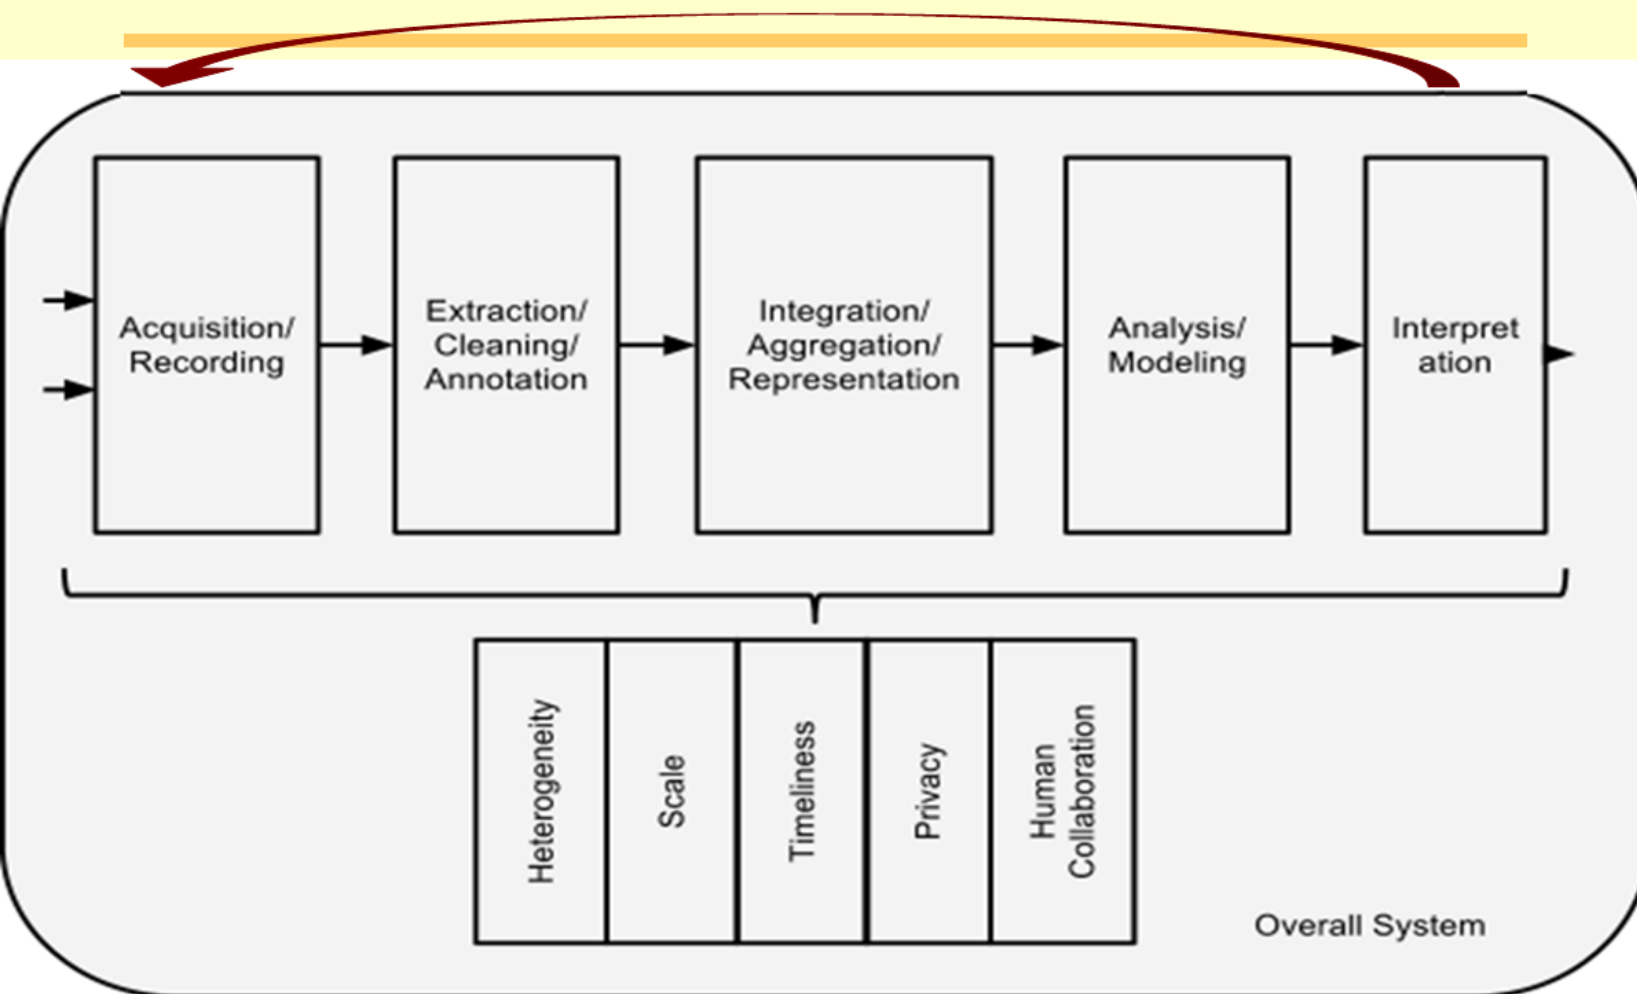 Acquisition/
Recording
Extraction/
Cleaning/
Annotation
Integration/
Aggregation/
Representation
Analysis/
Modeling
Interpret
ation
Heterogeneity
Scale
Timeliness
Privacy
Human
Collaboration
Overall System